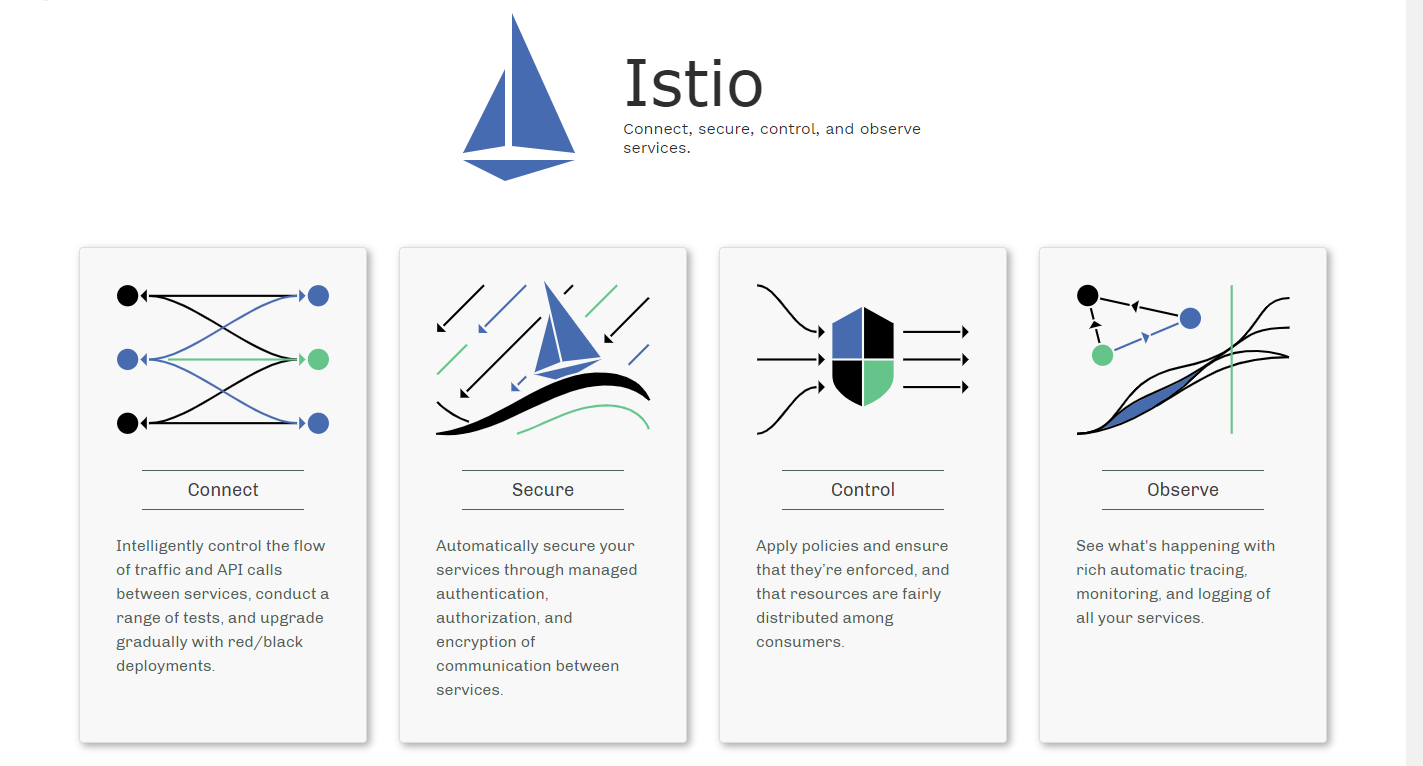 Istio
Connect, secure, control, and observe
services.
Connect
Intelligently control the flow
of traffic and API calls
between services, conduct a
range of tests, and upgrade
gradually with red/black
deployments.
Secure
Automatically secure your
services through managed
authentication,
authorization, and
encryption of
communication between
services.
Control
Apply policies and ensure
that they’re enforced, and
that resources are fairly
distributed among
consumers.
Observe
See what's happening with
rich automatic tracing,
monitoring, and logging of
all your services.